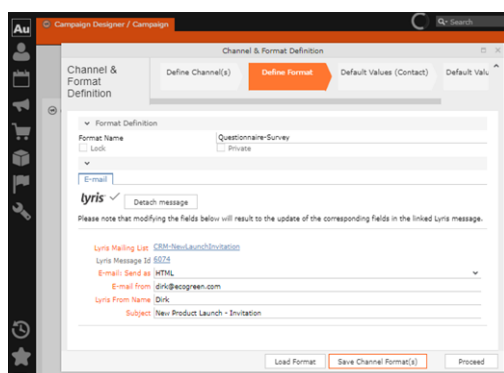 Au
Campaign Designer / Campaign
Search
Channel & Format Definition
Channel &
Format
Definition
Define Channel(s)
Define Format
Default Values (Contact)
Default Valu
Format Definition
Format Name
Questionnaire-Survey
Lock
Private
E-mail
lyris
Detach message
Please note that modifying the fields below will result to the update of the corresponding fields in the linked Lyris message.
Lyris Mailing List CRM-NewLaunchInvitation
Lyris Message Id 6074
E-mail: Send as HTML
E-mail from dirk@ecogreen.com
Lyris From Name Dirk
Subject New Product Launch - Invitation
Load Format
Save Channel Format(s)
Proceed